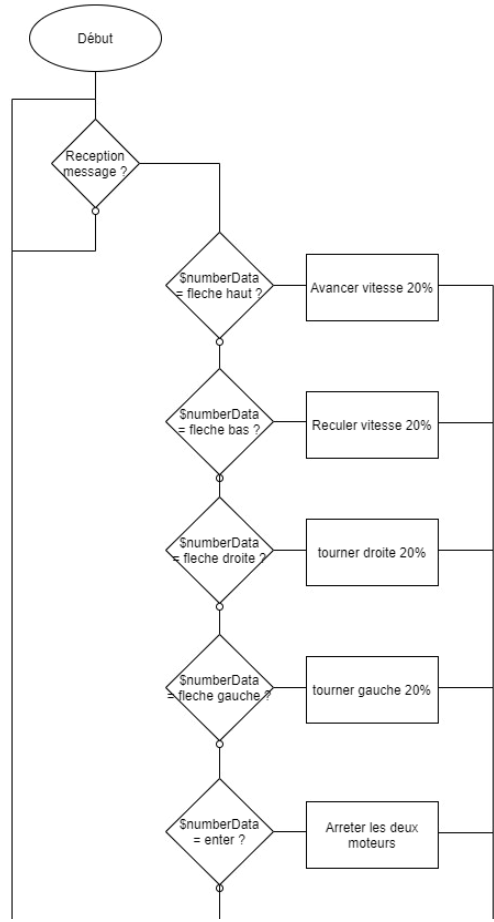 Début
Reception
message ?
$numberData
= fleche haut ?
Avancer vitesse 20%
$numberData
= fleche bas ?
Reculer vitesse 20%
$numberData
= fleche droite ?
tourner droite 20%
$numberData
= fleche gauche ?
tourner gauche 20%
$numberData
= enter ?
Arreter les deux
moteurs